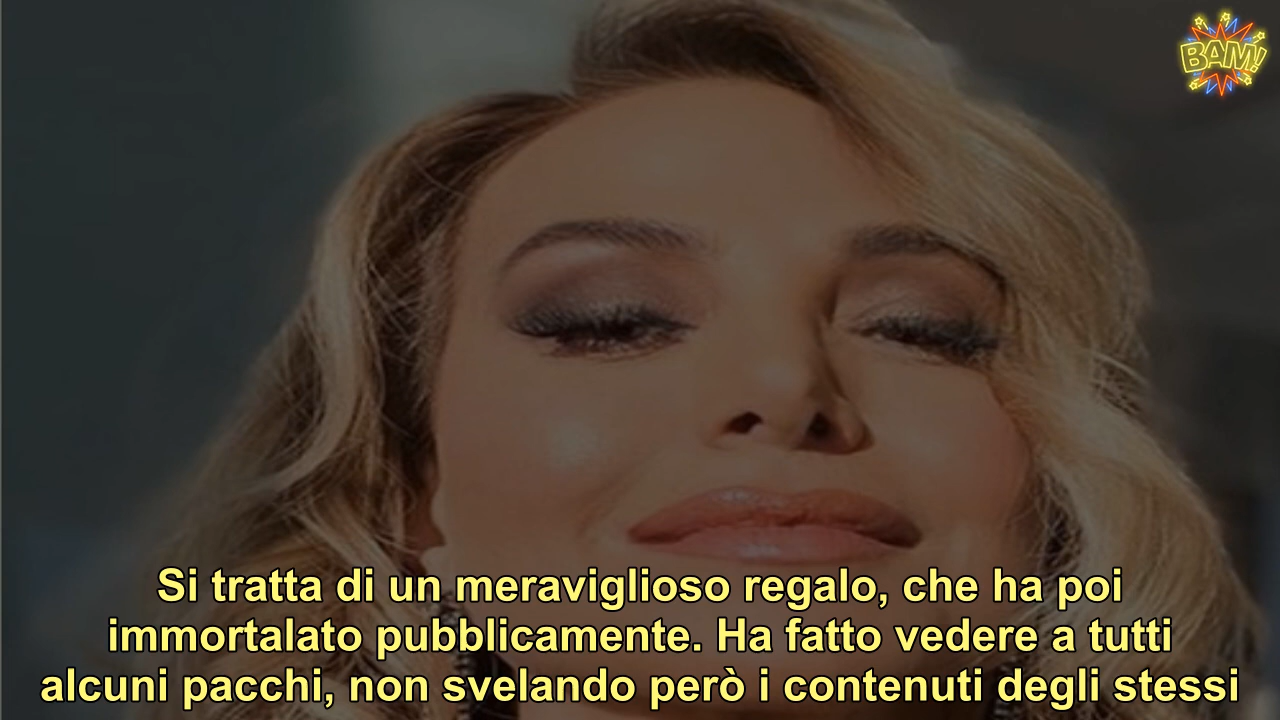 BAM!
Si tratta di un meraviglioso regalo, che ha poi
immortalato pubblicamente. Ha fatto vedere a tutti
alcuni pacchi, non svelando però i contenuti degli stessi